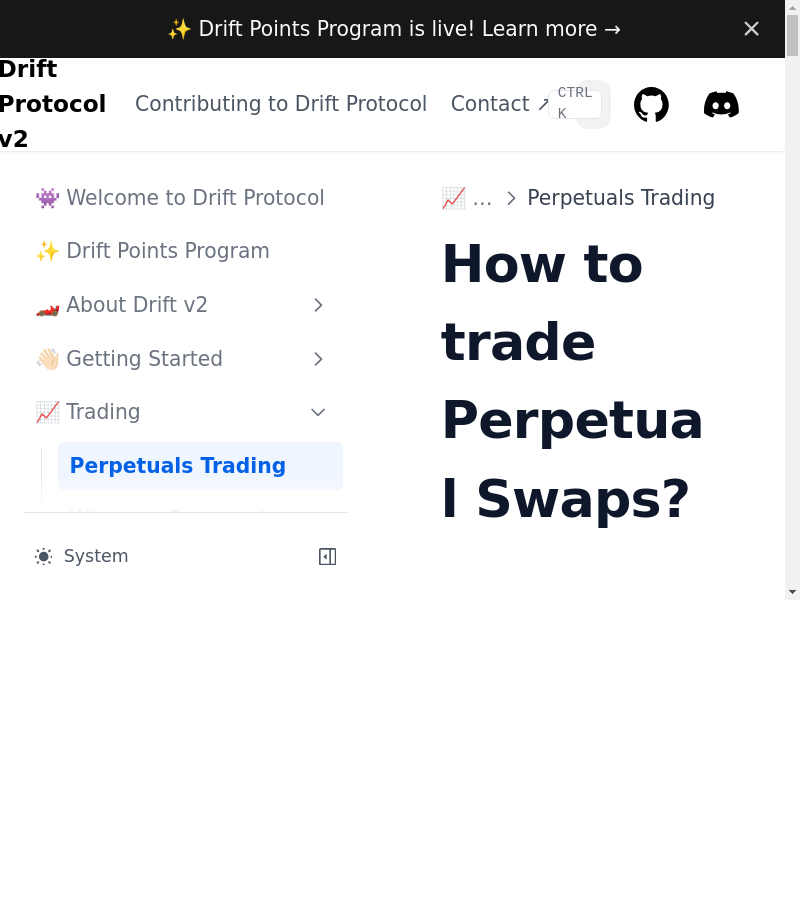 ✨ Drift Points Program is live! Learn more →
Drift
Protocol
v2
Contributing to Drift Protocol
Contact ↗
CTRL
K
👾 Welcome to Drift Protocol
✨ Drift Points Program
🏎️ About Drift v2
👋🏻 Getting Started
📈 Trading
Perpetuals Trading
System
📈 … > Perpetuals Trading
How to
trade
Perpetua
l Swaps?